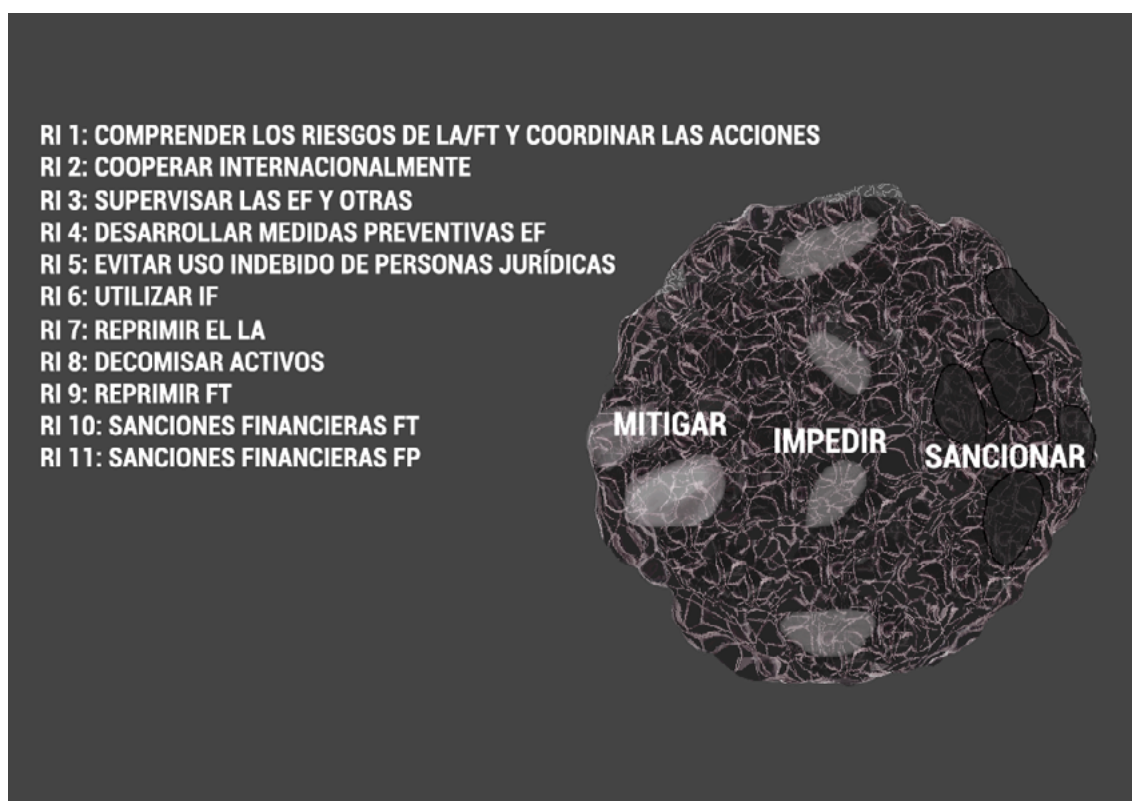 RI 1: COMPRENDER LOS RIESGOS DE LA/FT Y COORDINAR LAS ACCIONES
RI 2: COOPERAR INTERNACIONALMENTE
RI 3: SUPERVISAR LAS EF Y OTRAS
RI 4: DESARROLLAR MEDIDAS PREVENTIVAS EF
RI 5: EVITAR USO INDEBIDO DE PERSONAS JURÍDICAS
RI 6: UTILIZAR IF
RI 7: REPRIMIR EL LA
RI 8: DECOMISAR ACTIVOS
RI 9: REPRIMIR FT
RI 10: SANCIONES FINANCIERAS FT
RI 11: SANCIONES FINANCIERAS FP
MITIGAR
IMPEDIR
SANCIONAR